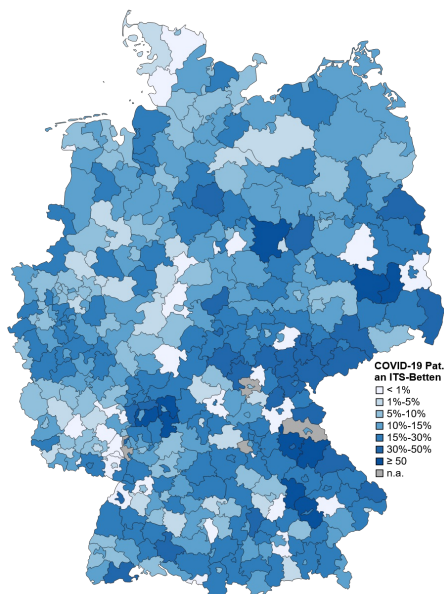 COVID-19 Pat.
an ITS-Betten
< 1%
1%-5%
5%-10%
10%-15%
15%-30%
30%-50%
≥ 50
n.a.